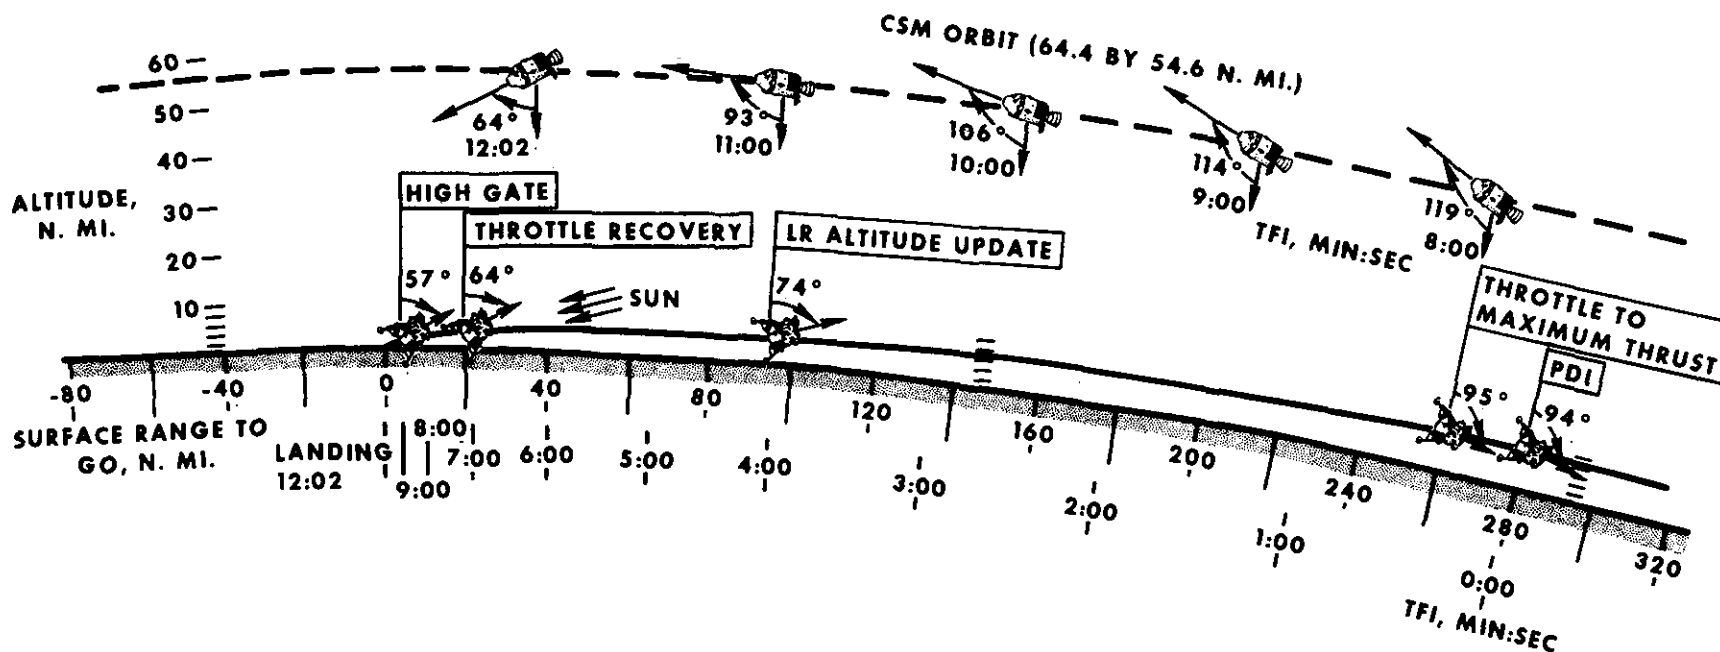 CSM ORBIT (64.4 BY 54.6 N. MI.)
60
50
40
30
20
10
ALTITUDE,
N. MI.
64°
12:02
93°
11:00
106°
10:00
114°
9:00
119°
8:00
TFI, MIN:SEC
HIGH GATE
THROTTLE RECOVERY
LR ALTITUDE UPDATE
THROTTLE TO
MAXIMUM THRUST
PDI
57°
64°
SUN
74°
95°
94°
-80
-40
0
40
80
120
160
200
240
280
320
SURFACE RANGE TO
GO, N. MI.
LANDING
12:02
9:00
8:00
7:00
6:00
5:00
4:00
3:00
2:00
1:00
0:00
TFI, MIN:SEC